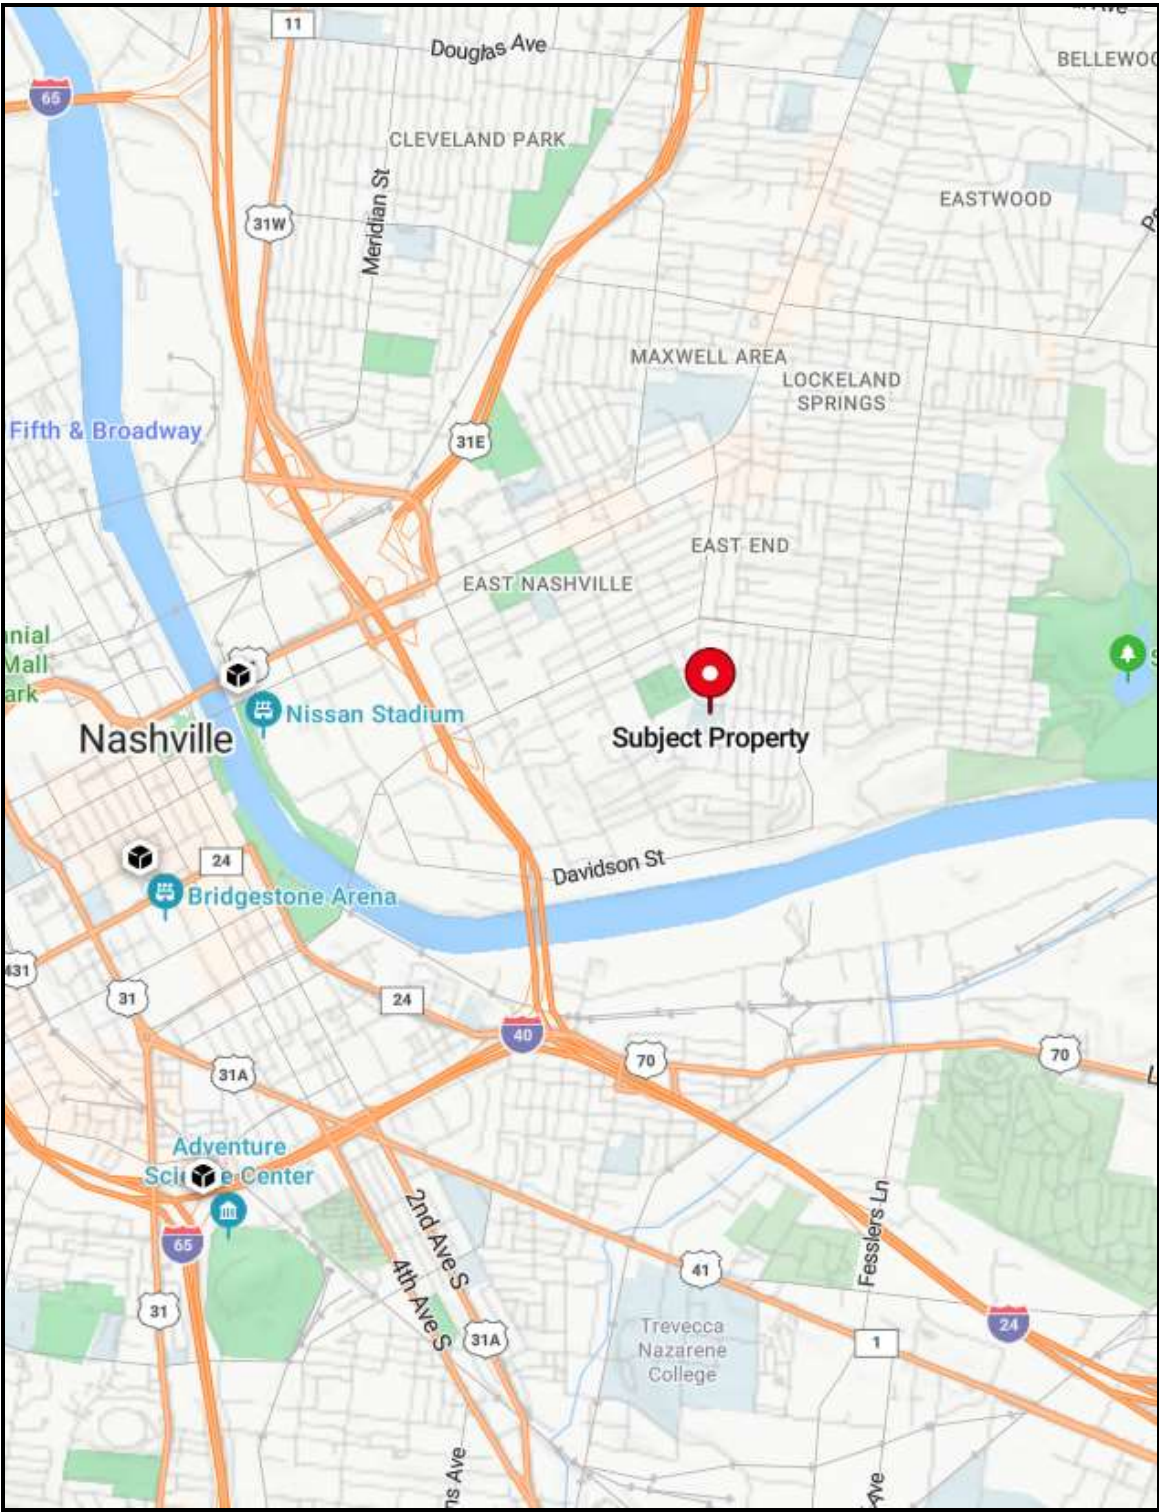 11
Douglas Ave
65
CLEVELAND PARK
31W
Meridian St
EASTWOOD
MAXWELL AREA
LOCKELAND
SPRINGS
Fifth & Broadway
31E
EAST END
EAST NASHVILLE
nial
Mall
ark
Nissan Stadium
Nashville
Subject Property
24
Davidson St
Bridgestone Arena
431
31
24
40
70
70
31A
Adventure
Sci e Center
65
2nd Ave S
4th Ave S
Fesslers Ln
41
31
31A
Trevecca
Nazarene
College
1
24
ns Ave
Ave
BELLEWOO